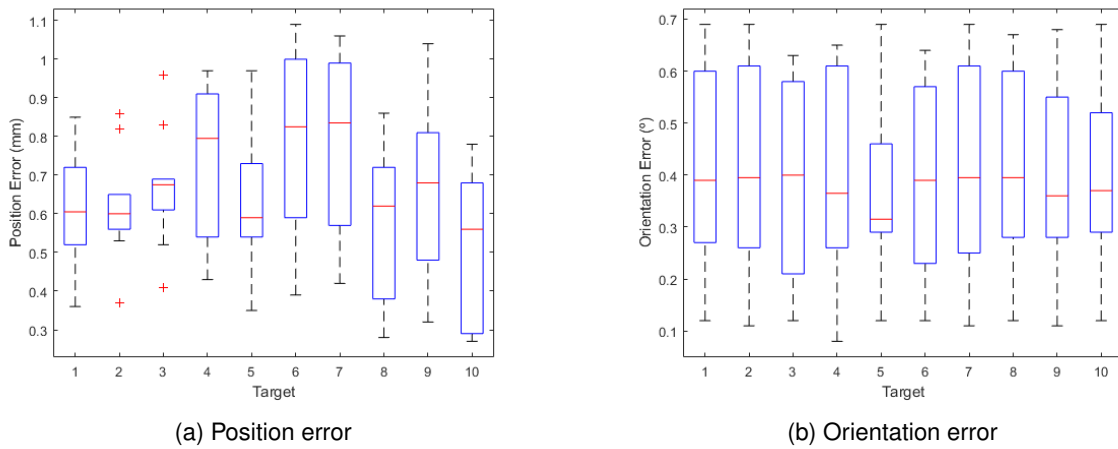 1.1
1
0.9
0.8
0.7
0.6
0.5
0.4
0.3
Position Error (mm)
1 2 3 4 5 6 7 8 9 10
Target
(a) Position error
0.7
0.6
0.5
0.4
0.3
0.2
0.1
Orientation Error (º)
1 2 3 4 5 6 7 8 9 10
Target
(b) Orientation error